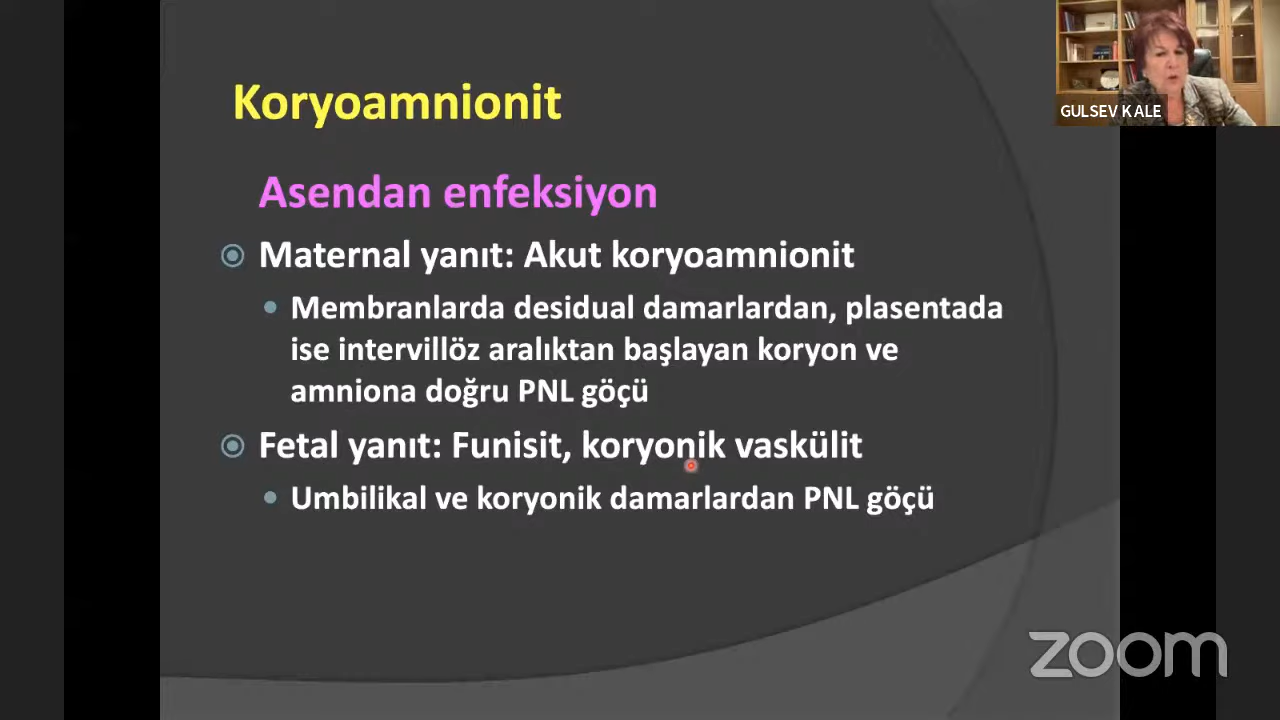 Koryoamnionit
Asendan enfeksiyon
Maternal yanıt: Akut koryoamnionit
Membranlarda desidual damarlardan, plasentada
ise intervillöz aralıktan başlayan koryon ve
amniona doğru PNL göçü
Fetal yanıt: Funisit, koryonik vaskülit
Umbilikal ve koryonik damarlardan PNL göçü
GULSEV KALE
zoom